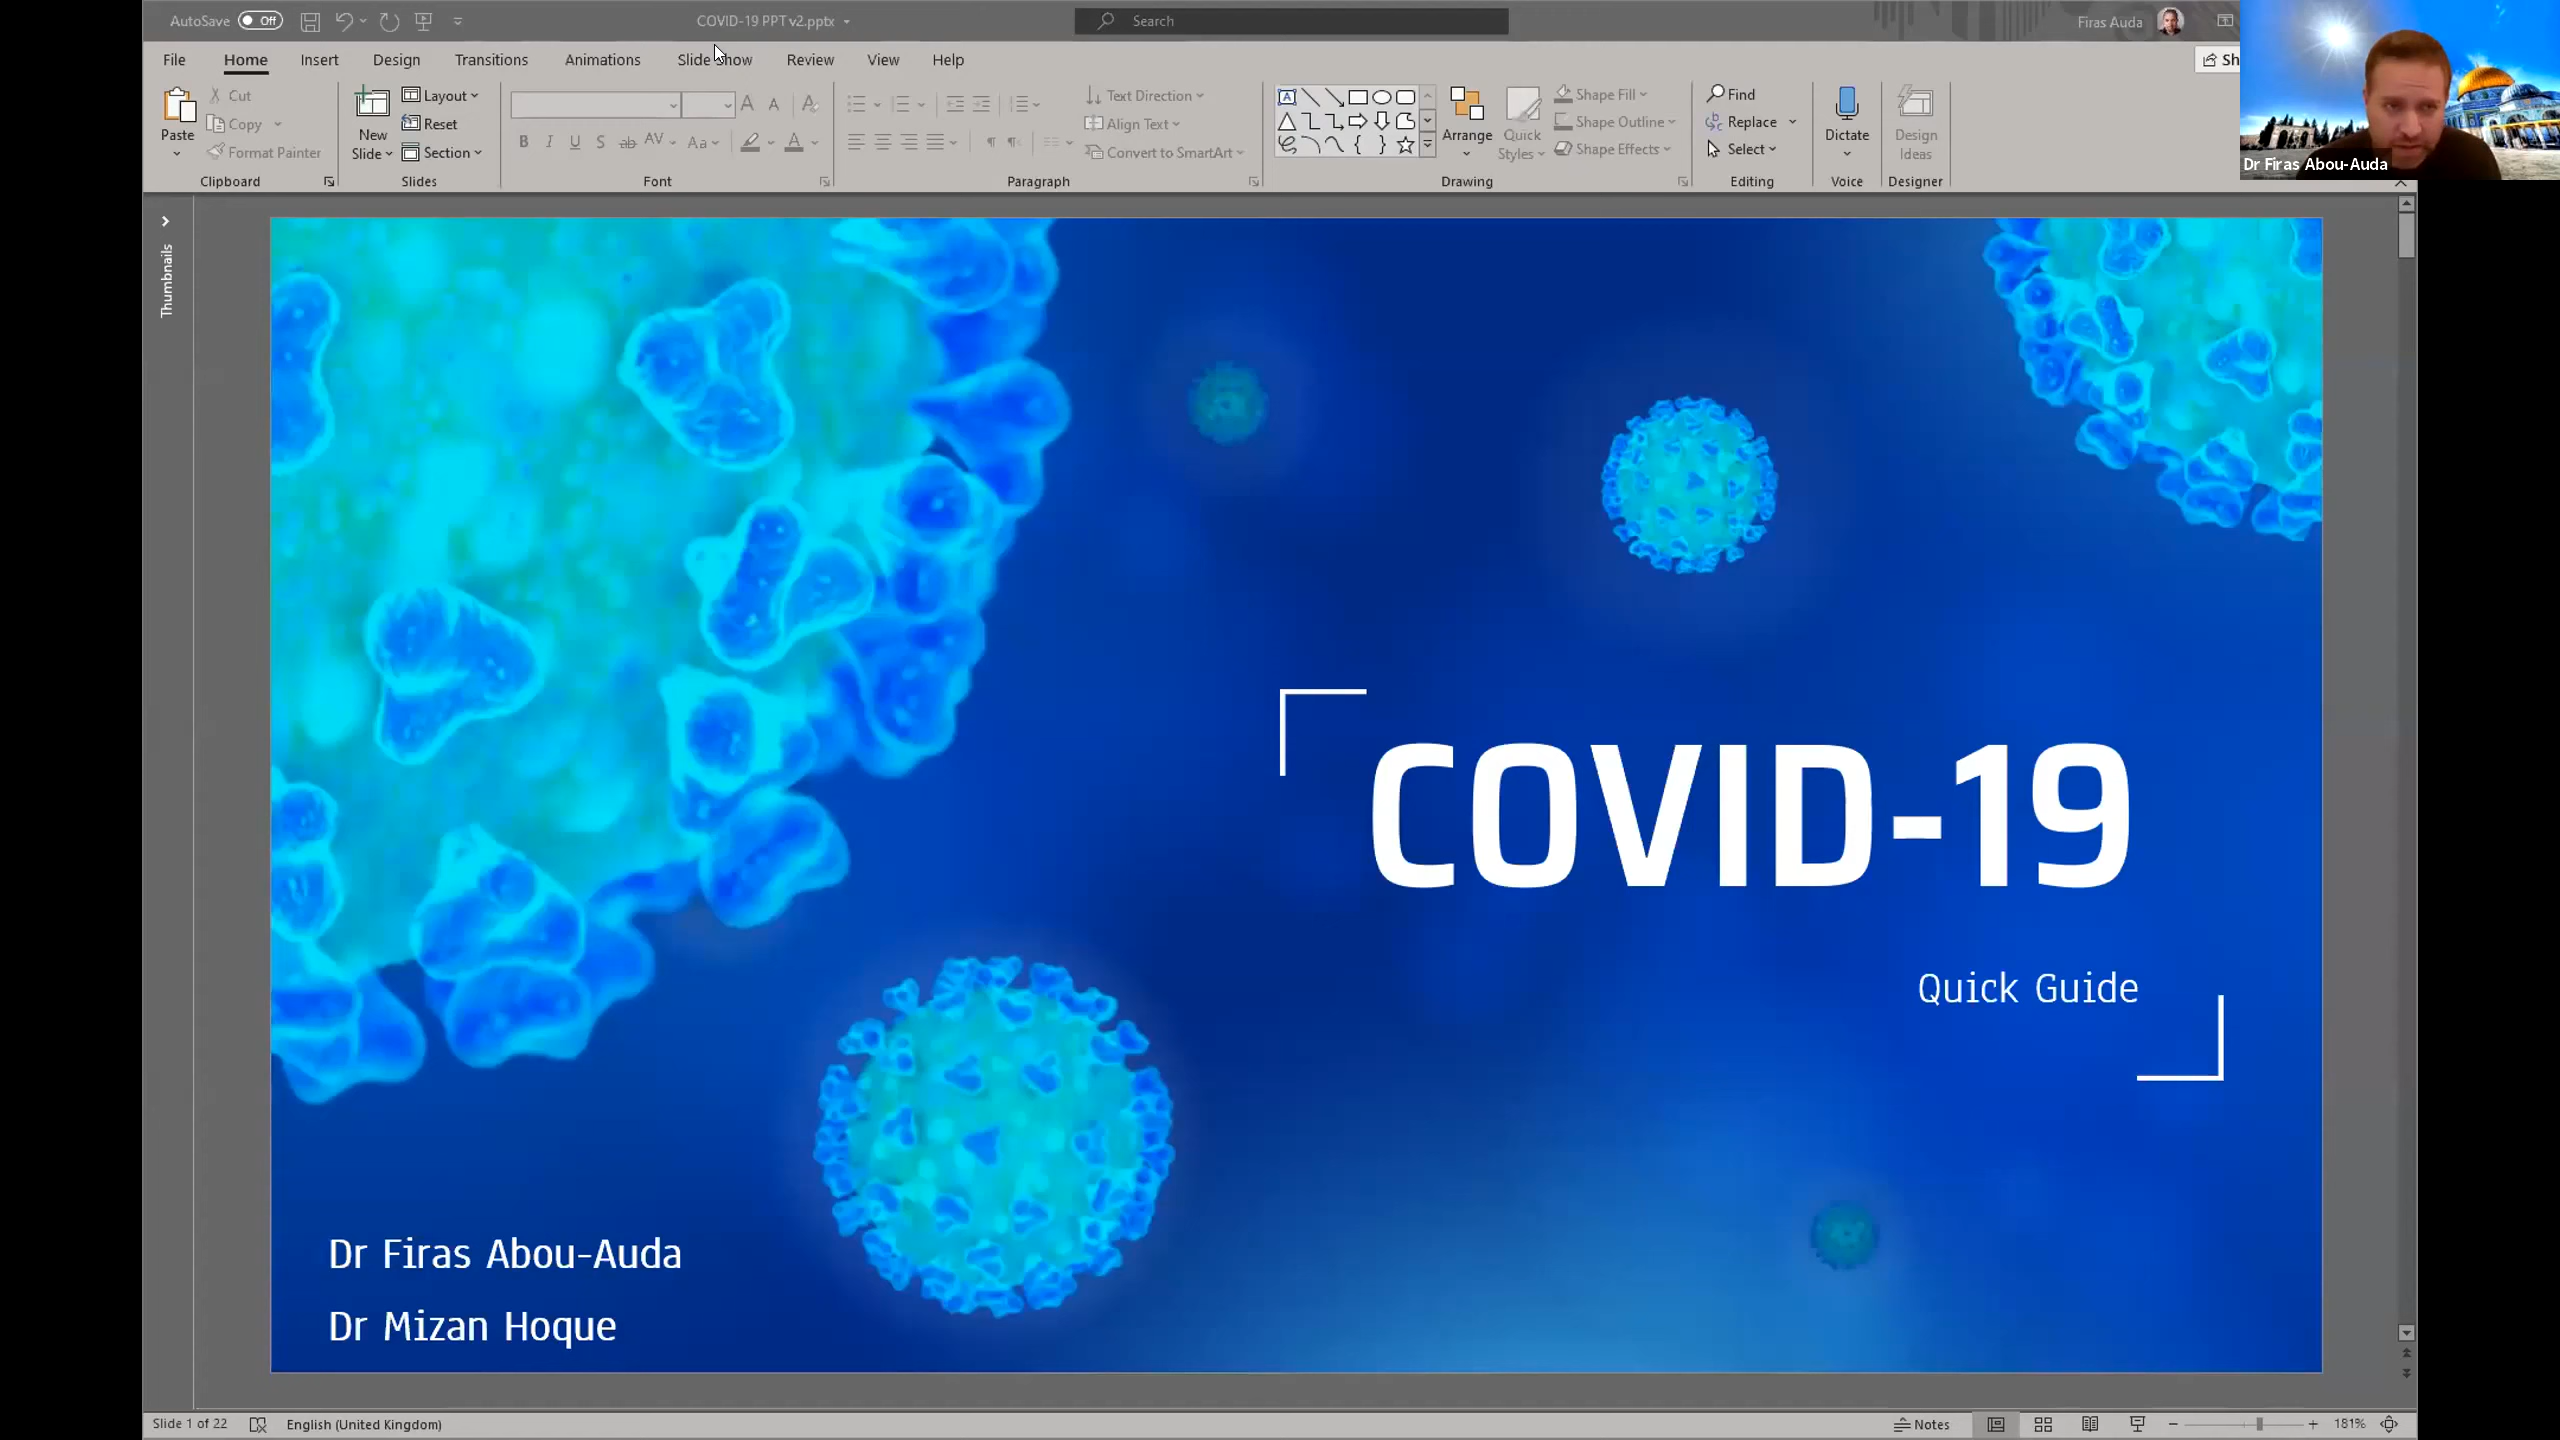 AutoSave Off
COVID-19 PPT v2.pptx
Search
Firas Auda
File Home Insert Design Transitions Animations Slide Show Review View Help
Paste
Cut
Copy
Format Painter
Clipboard
New Slide
Layout
Reset
Section
Slides
B I U S ab AV Aa A
Font
Text Direction
Align Text
Convert to SmartArt
Paragraph
Arrange
Quick Styles
Shape Fill
Shape Outline
Shape Effects
Drawing
Find
Replace
Select
Editing
Dictate
Voice
Design Ideas
Designer
Dr Firas Abou-Auda
Thumbnails
COVID-19
Quick Guide
Dr Firas Abou-Auda
Dr Mizan Hoque
Slide 1 of 22
English (United Kingdom)
Notes
181%